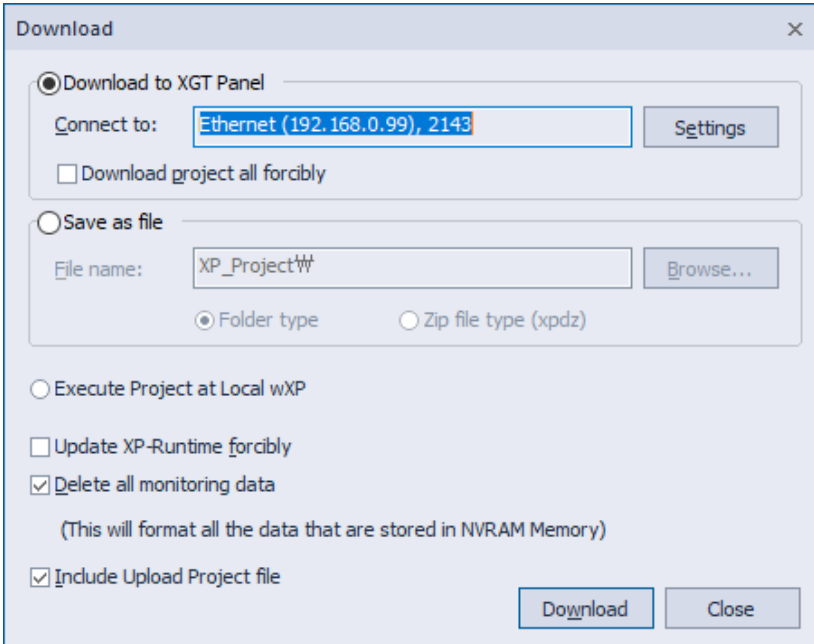 Download
Download to XGT Panel
Connect to: Ethernet (192.168.0.99), 2143 Settings
Download project all forcibly
Save as file
File name: XP_Project₩ Browse...
Folder type Zip file type (xpdz)
Execute Project at Local wXP
Update XP-Runtime forcibly
Delete all monitoring data
(This will format all the data that are stored in NVRAM Memory)
Include Upload Project file
Download Close